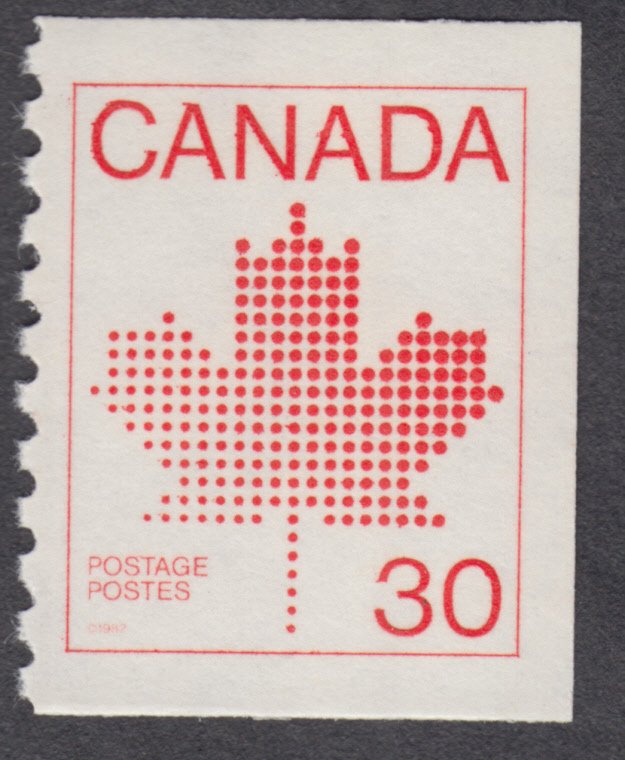 CANADA
POSTAGE
POSTES
©1982
30